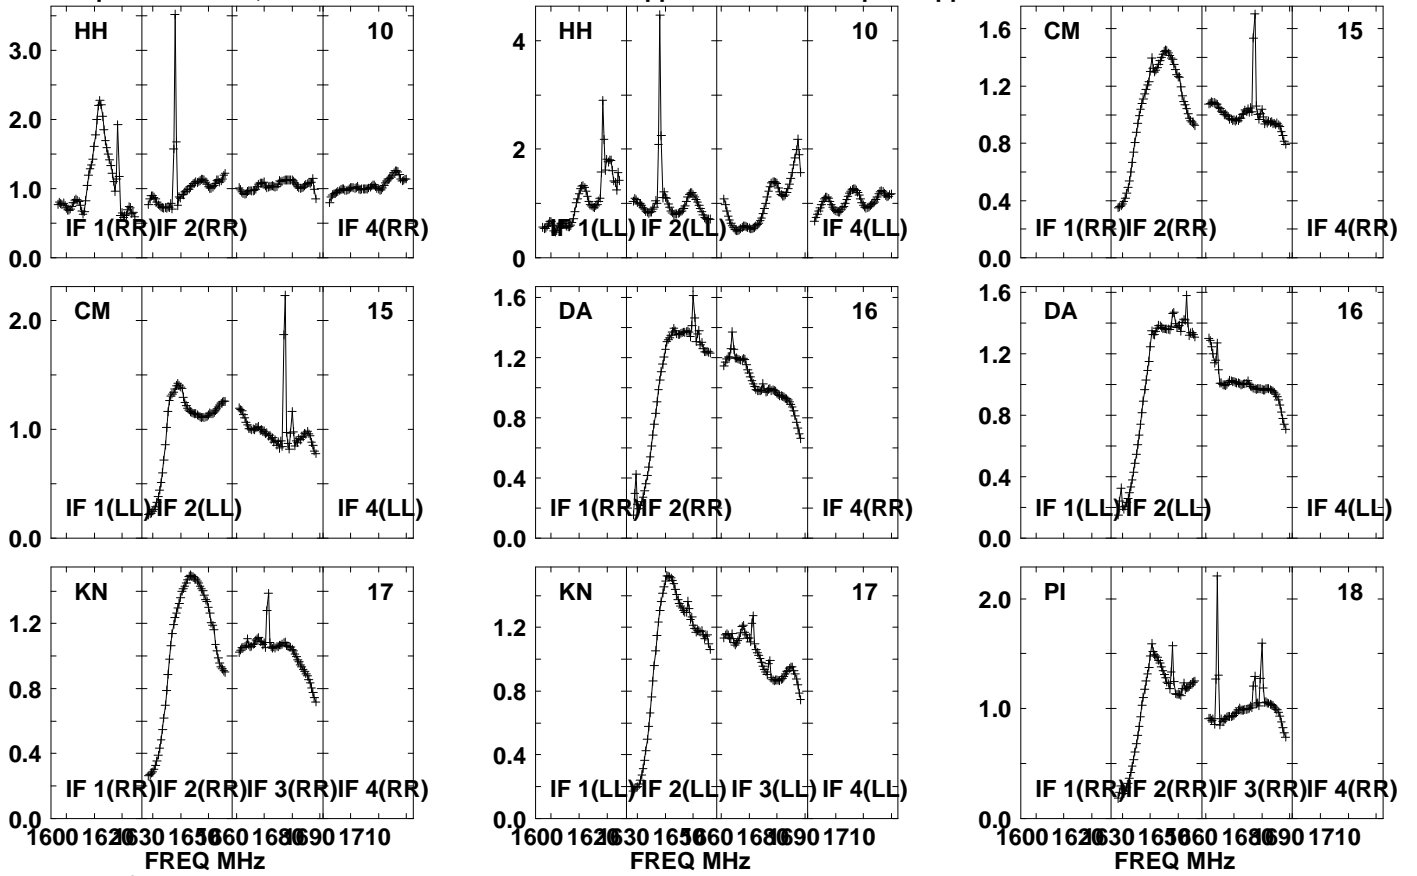 HH 10
3.0
2.0
1.0
0.0
IF 1(RR) IF 2(RR) IF 4(RR)
HH 10
4
2
0
IF 1(LL) IF 2(LL) IF 4(LL)
CM 15
1.6
1.2
0.8
0.4
0.0
IF 1(RR) IF 2(RR) IF 4(RR)
CM 15
2.0
1.0
0.0
IF 1(LL) IF 2(LL) IF 4(LL)
DA 16
1.6
1.2
0.8
0.4
0.0
IF 1(RR) IF 2(RR) IF 4(RR)
DA 16
1.6
1.2
0.8
0.4
0.0
IF 1(LL) IF 2(LL) IF 4(LL)
KN 17
1.2
0.8
0.4
0.0
IF 1(RR) IF 2(RR) IF 3(RR) IF 4(RR)
1600 1620 1630 1650 1660 1680 1690 1710
FREQ MHz
KN 17
1.6
1.2
0.8
0.4
0.0
IF 1(LL) IF 2(LL) IF 3(LL) IF 4(LL)
1600 1620 1630 1650 1660 1680 1690 1710
FREQ MHz
PI 18
2.0
1.0
0.0
IF 1(RR) IF 2(RR) IF 3(RR) IF 4(RR)
1600 1620 1630 1650 1660 1680 1690 1710
FREQ MHz